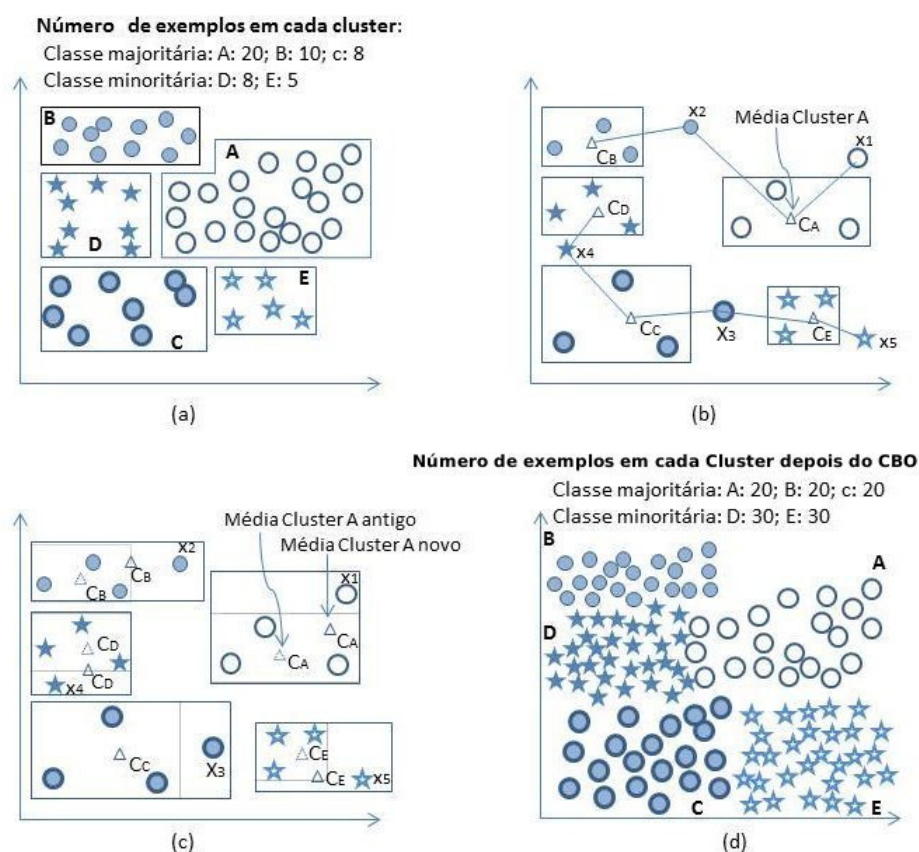 Número de exemplos em cada cluster:
Classe majoritária: A: 20; B: 10; c: 8
Classe minoritária: D: 8; E: 5
B
A
D
E
C
(a)
x2
Média Cluster A
x1
CB
CD
CA
x4
CC
X3
CE
x5
(b)
Número de exemplos em cada Cluster depois do CBO
Classe majoritária: A: 20; B: 20; c: 20
Classe minoritária: D: 30; E: 30
Média Cluster A antigo
Média Cluster A novo
x2
CB
CB
x1
CA
CA
CD
CD
x4
CC
X3
CE
CE
x5
(c)
B
A
D
C
E
(d)